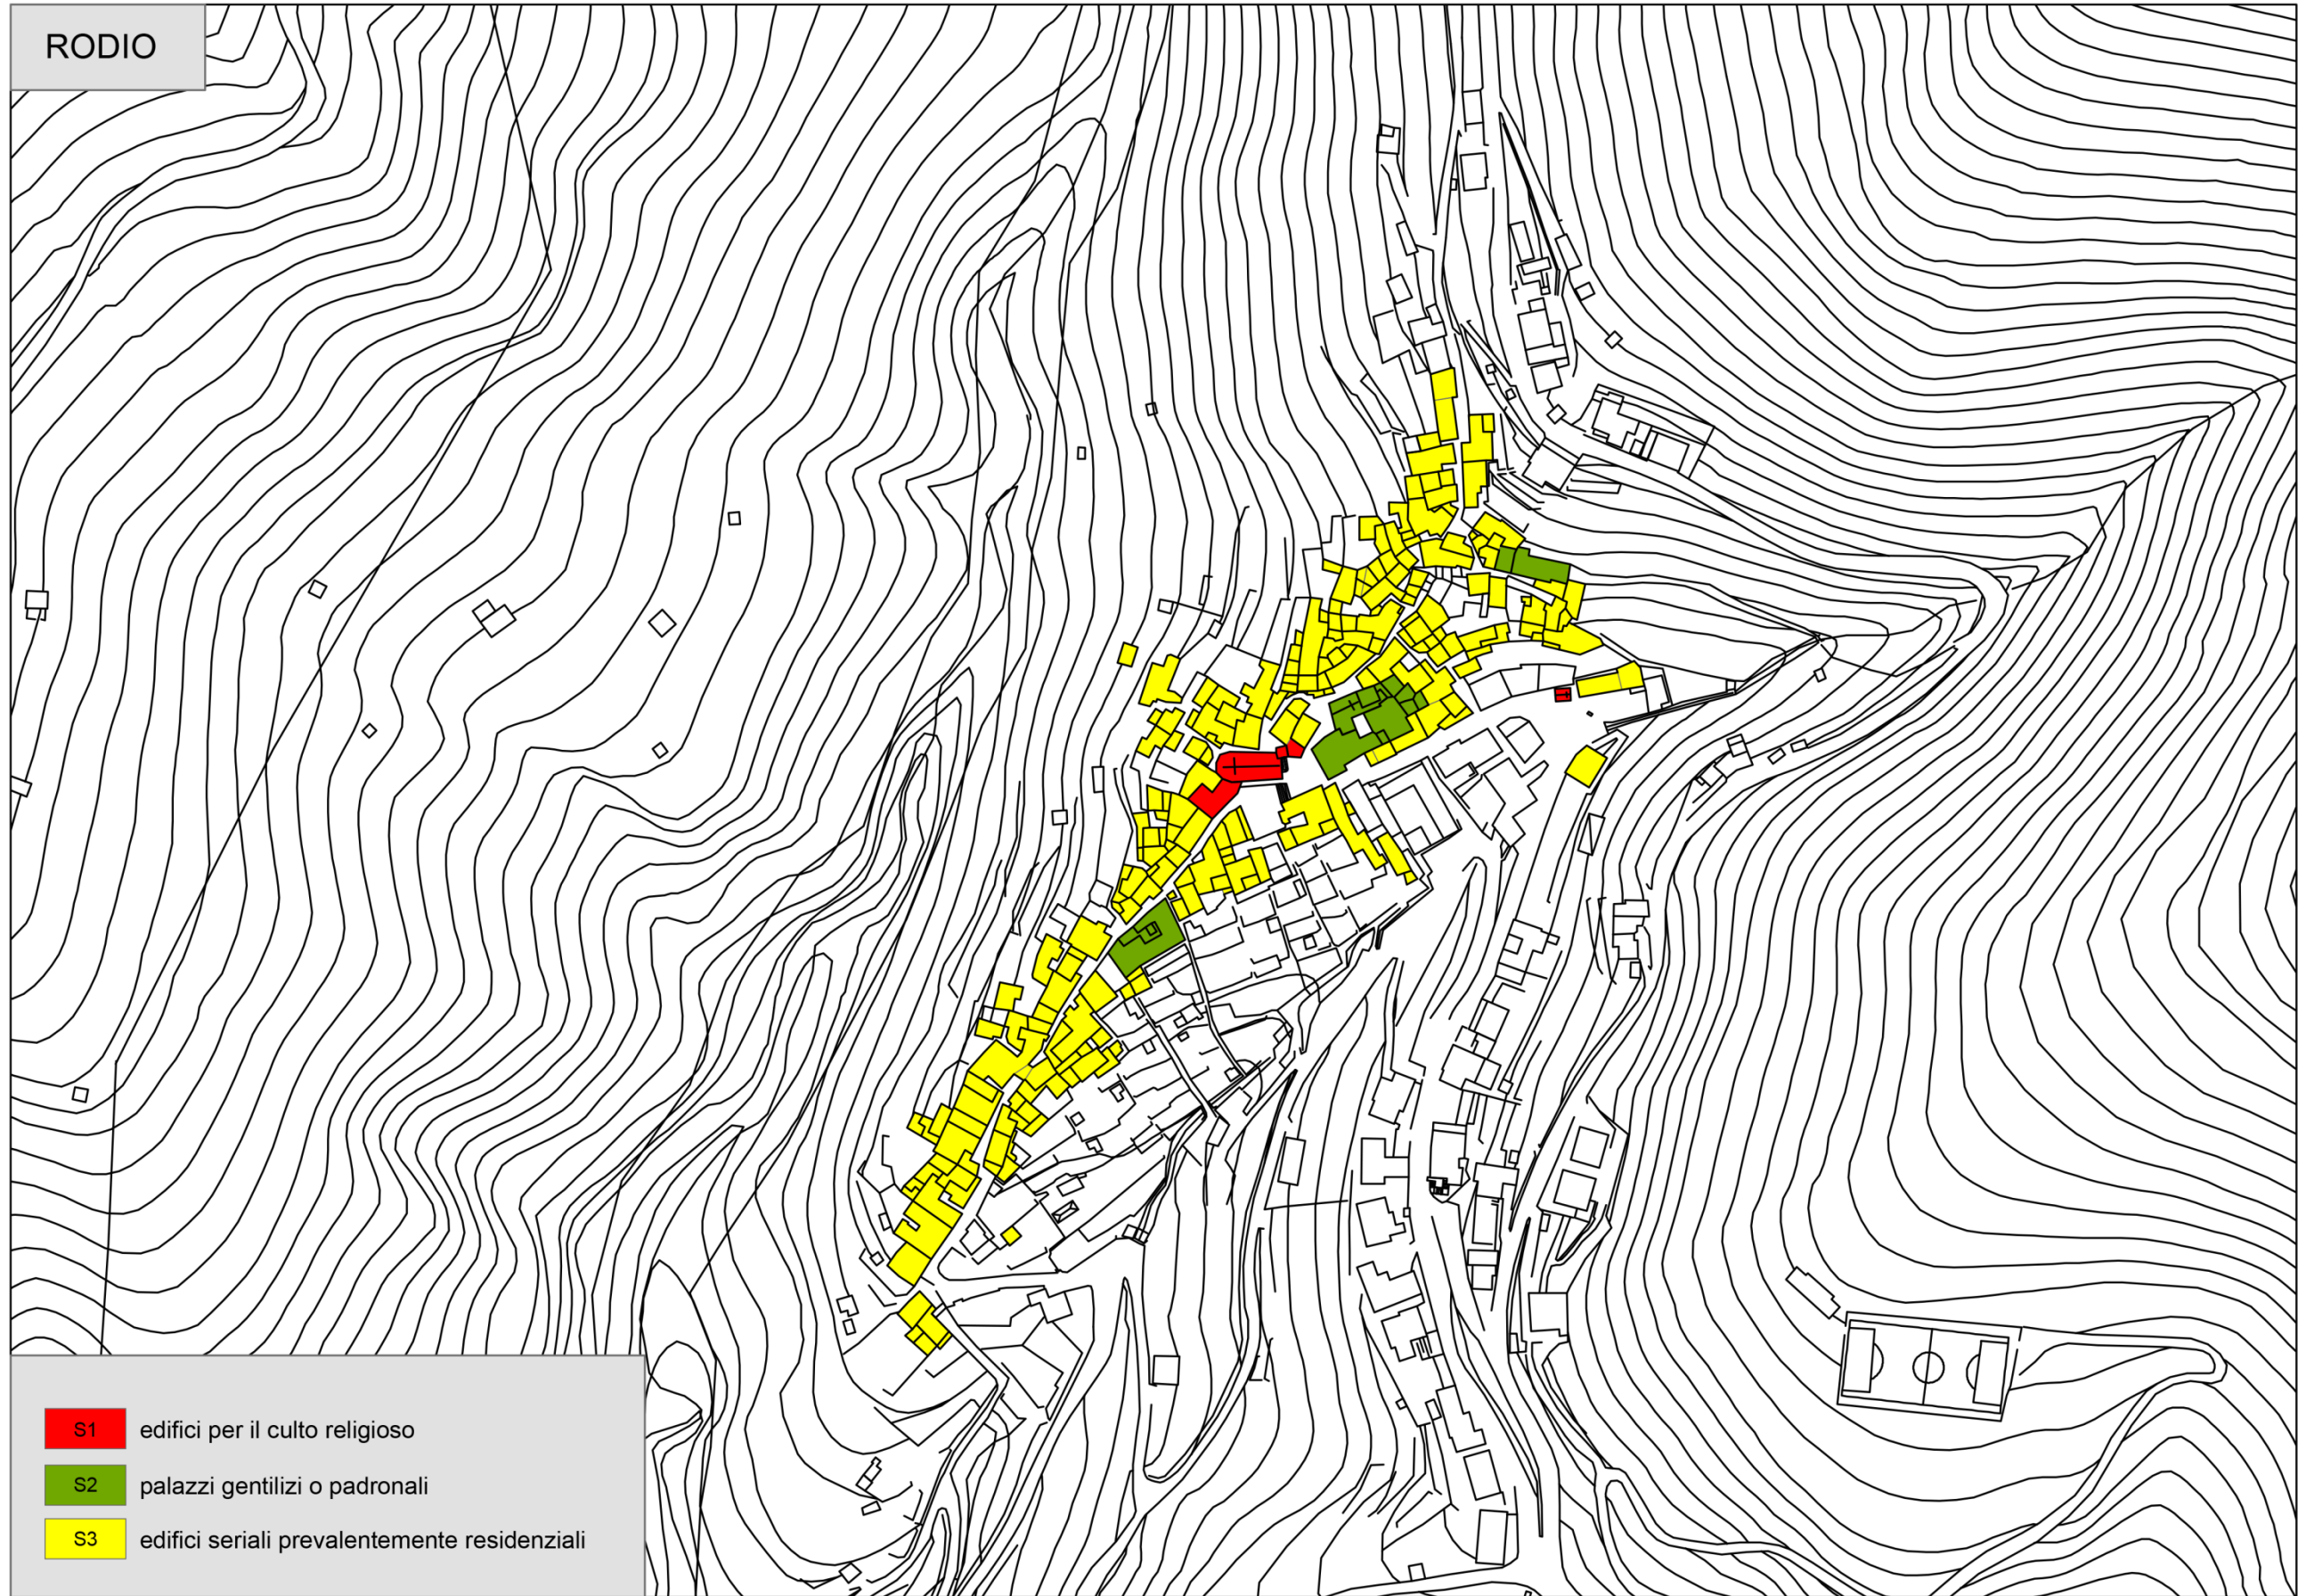 RODIO
S1 edifici per il culto religioso
S2 palazzi gentilizi o padronali
S3 edifici seriali prevalentemente residenziali